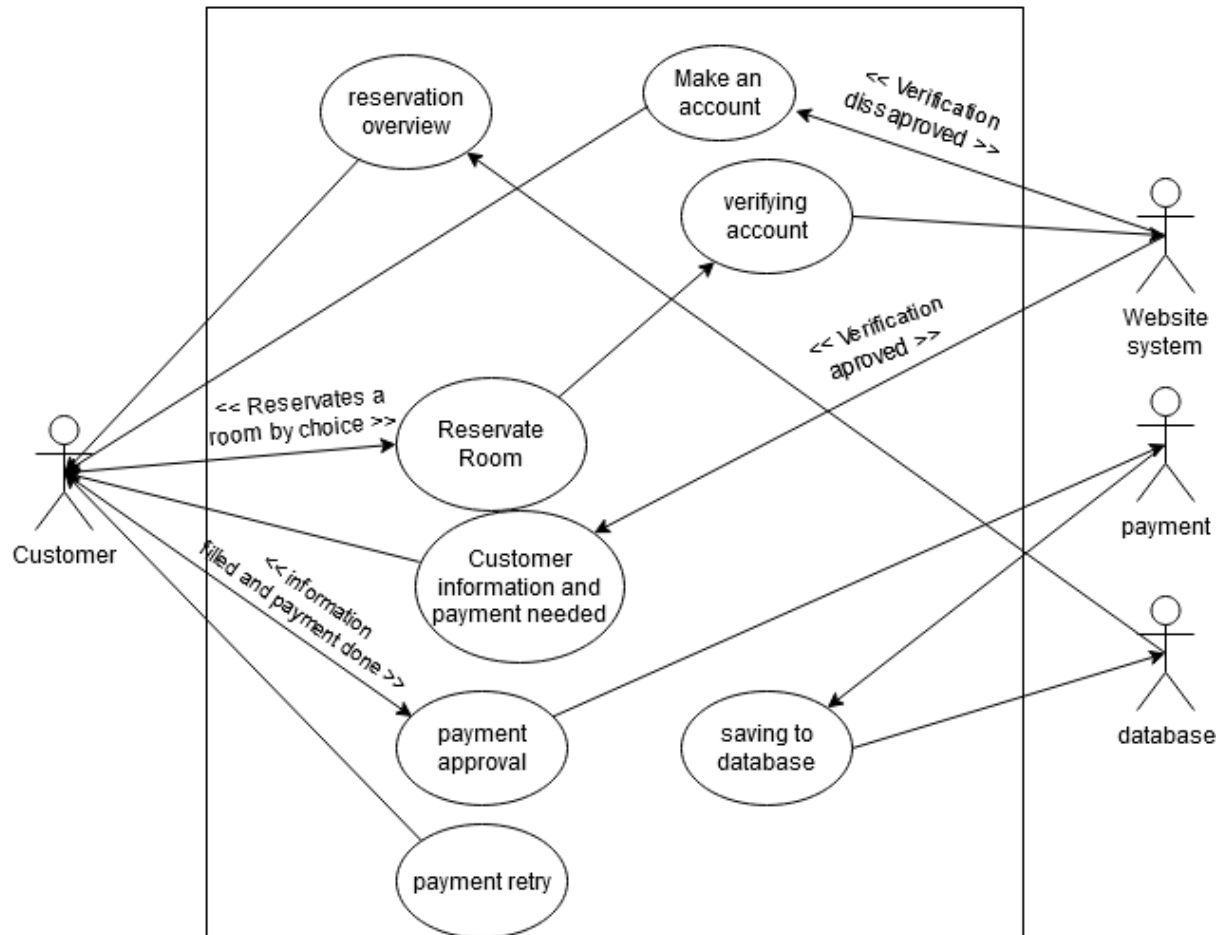 reservation
overview
Make an
account
<< Verification
dissaproved >>
verifying
account
Website
system
<< Verification
aproved >>
<< Reservates a
room by choice >>
Reservate
Room
Customer
payment
Customer
information and
payment needed
<< information
filled and payment done >>
payment
approval
saving to
database
database
payment retry